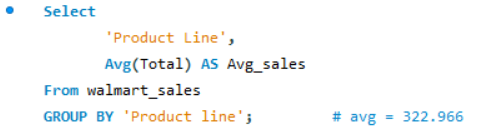 Select
'Product Line',
Avg(Total) AS Avg_sales
From walmart_sales
GROUP BY 'Product line'; # avg = 322.966